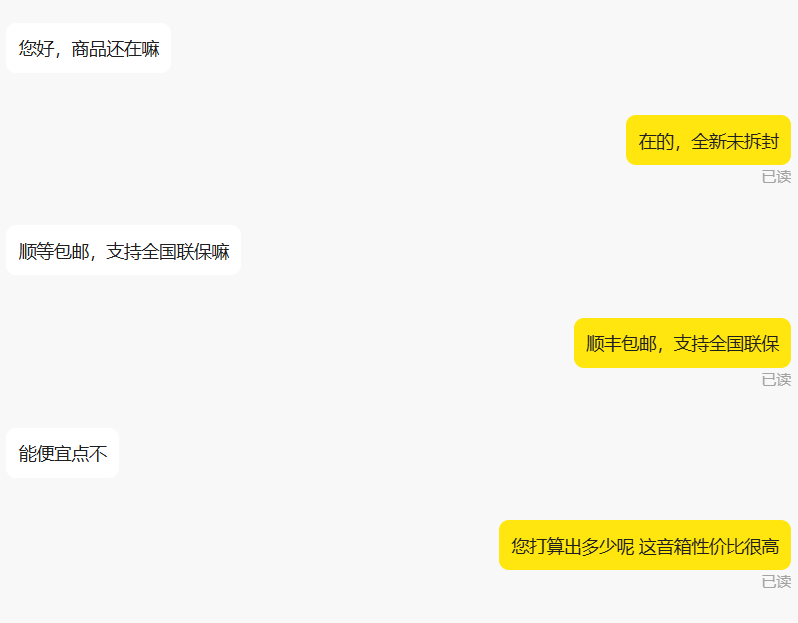 您好，商品还在嘛
在的，全新未拆封
已读
顺等包邮，支持全国联保嘛
顺丰包邮，支持全国联保
已读
能便宜点不
您打算出多少呢 这音箱性价比很高
已读